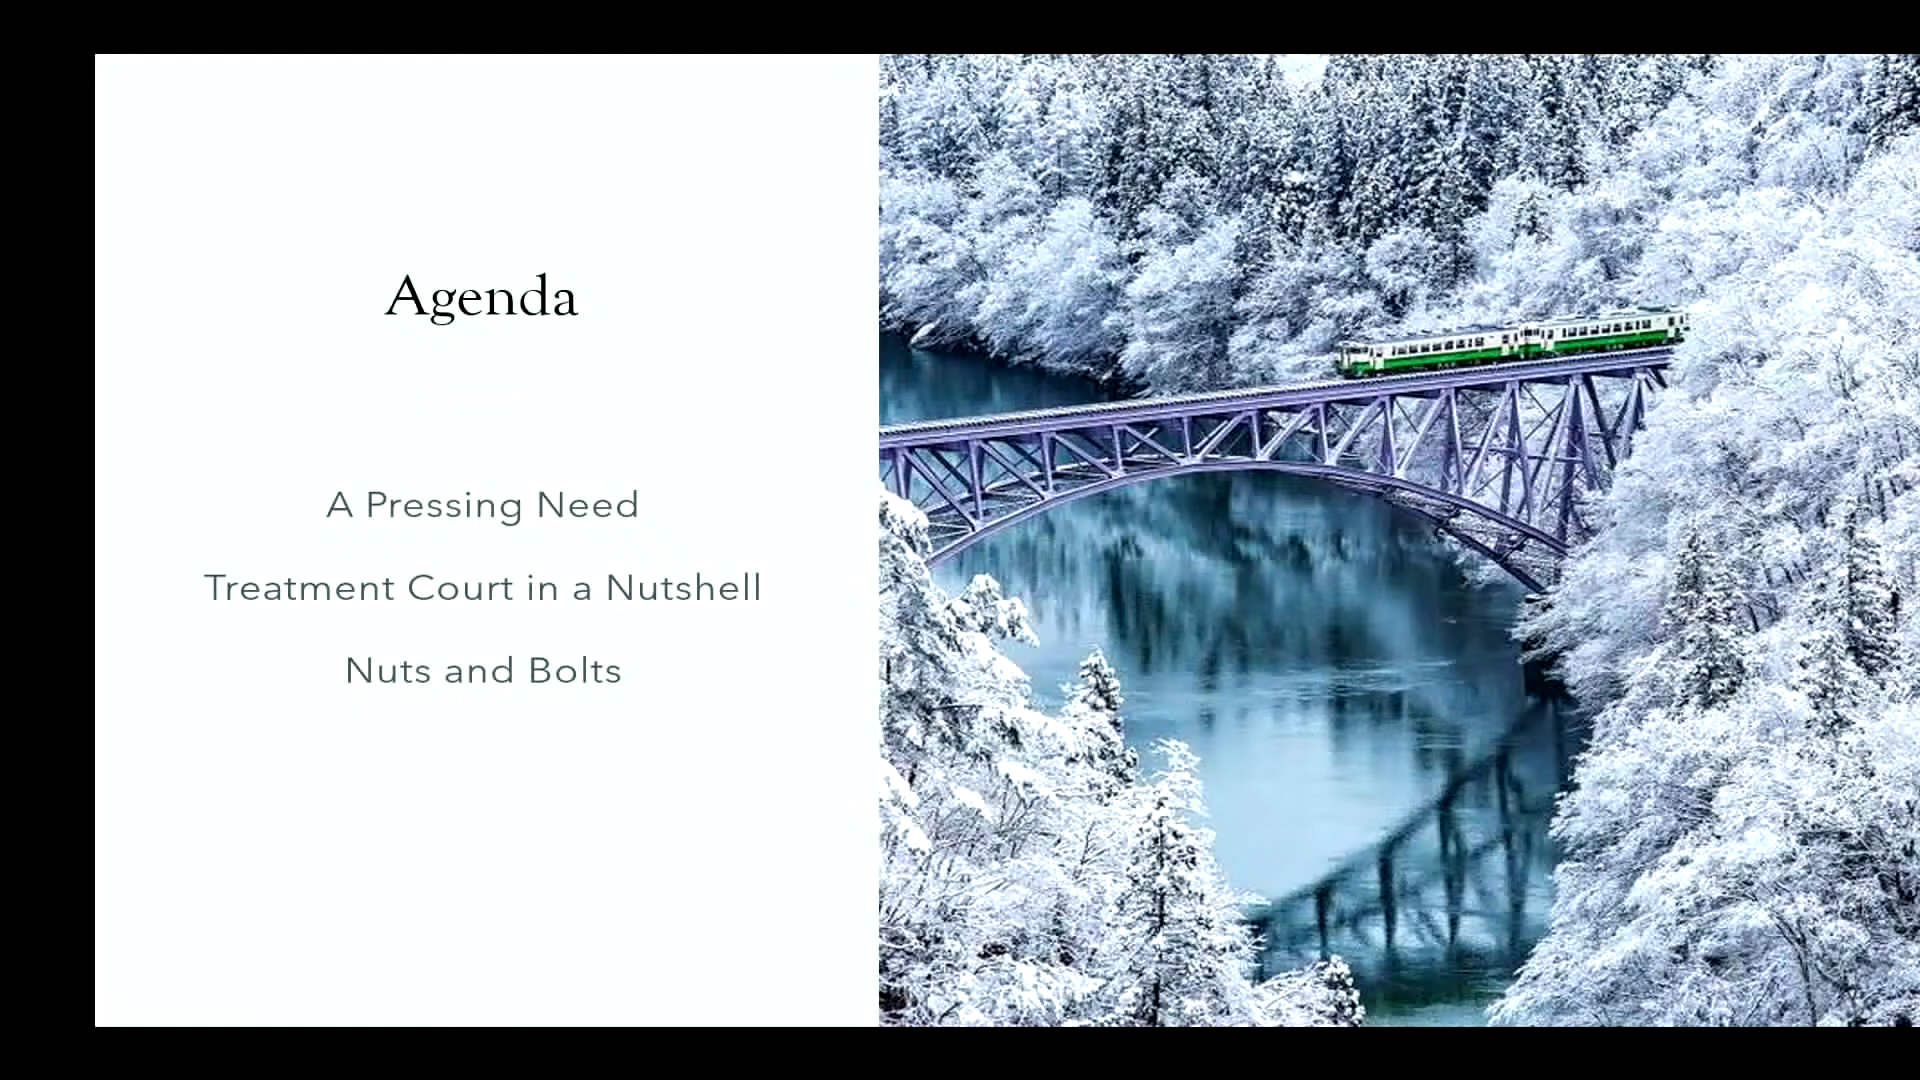 Agenda
A Pressing Need
Treatment Court in a Nutshell
Nuts and Bolts